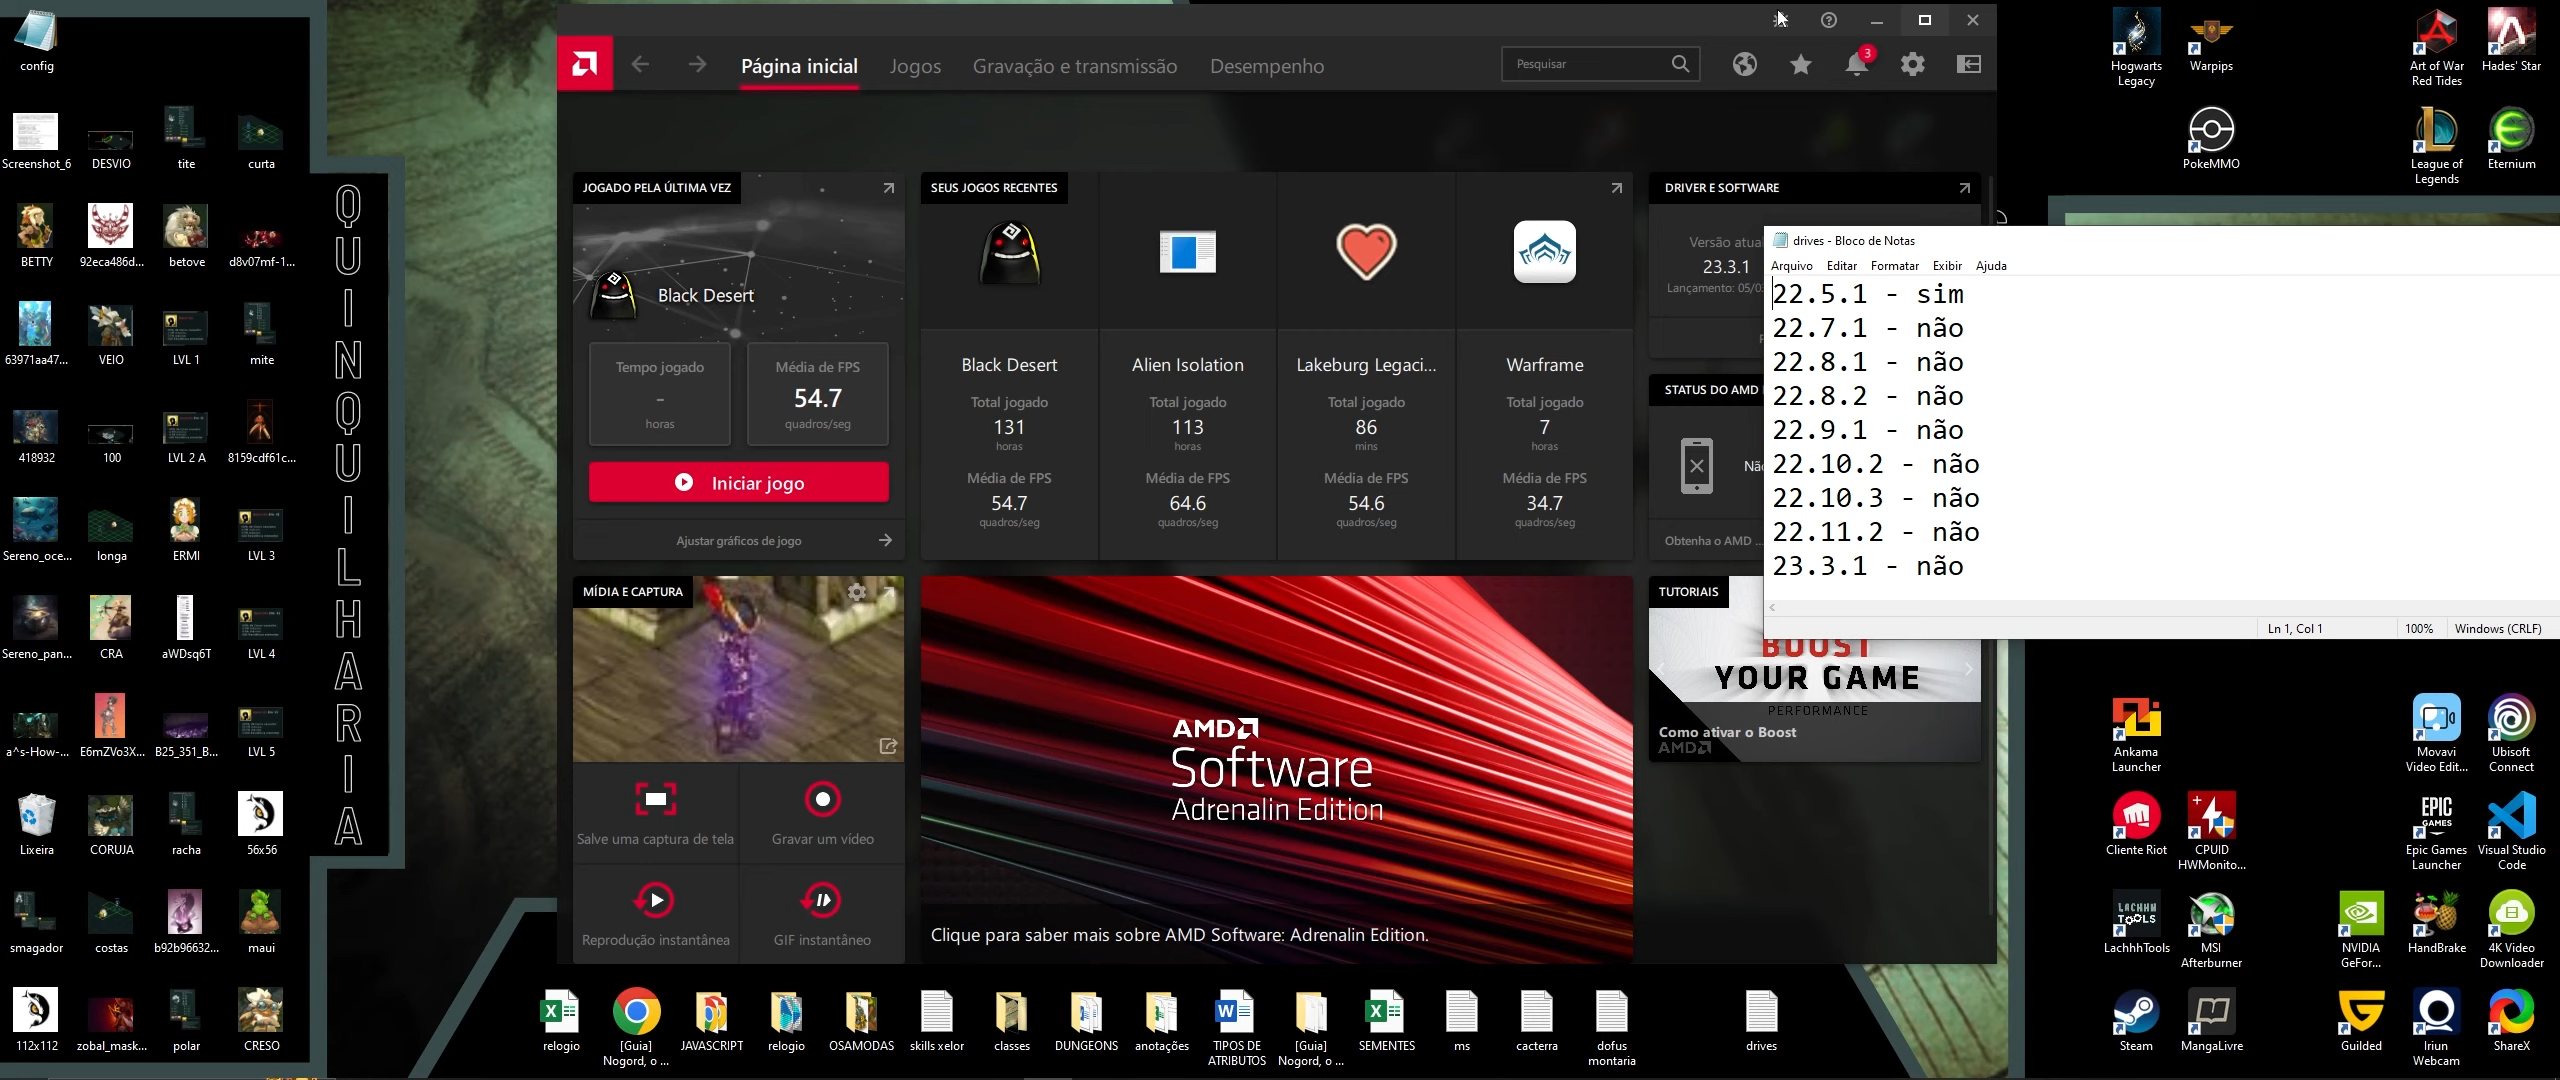 config
Screenshot_6
DESVIO
tite
curta
BETTY
92eca486d...
betove
d8v07mf-1...
63971aa47...
VEIO
LVL 1
mite
418932
100
LVL 2 A
8159cdf61c...
Sereno_oce...
longa
ERMI
LVL 3
Sereno_pan...
CRA
aWDsq6T
LVL 4
a^s-How-...
E6mZVo3X...
B25_351_B...
LVL 5
Lixeira
CORUJA
racha
56x56
smagador
costas
b92b96632...
maui
112x112
zobal_mask...
polar
CRESO
QUINQUILHARIA
Página inicial
Jogos
Gravação e transmissão
Desempenho
Pesquisar
3
JOGADO PELA ÚLTIMA VEZ
Black Desert
Tempo jogado
-
horas
Média de FPS
54.7
quadros/seg
Iniciar jogo
Ajustar gráficos de jogo
SEUS JOGOS RECENTES
Black Desert
Total jogado
131
horas
Média de FPS
54.7
quadros/seg
Alien Isolation
Total jogado
113
horas
Média de FPS
64.6
quadros/seg
Lakeburg Legaci...
Total jogado
86
mins
Média de FPS
54.6
quadros/seg
Warframe
Total jogado
7
horas
Média de FPS
34.7
quadros/seg
DRIVER E SOFTWARE
Versão atua
23.3.1
Lançamento: 05/0
STATUS DO AMD
Obtenha o AMD ...
MÍDIA E CAPTURA
Salve uma captura de tela
Gravar um vídeo
Reprodução instantânea
GIF instantâneo
AMD
Software
Adrenalin Edition
Clique para saber mais sobre AMD Software: Adrenalin Edition.
TUTORIAIS
BOOST
YOUR GAME
PERFORMANCE
Como ativar o Boost
AMD
drives - Bloco de Notas
Arquivo Editar Formatar Exibir Ajuda
22.5.1 - sim
22.7.1 - não
22.8.1 - não
22.8.2 - não
22.9.1 - não
22.10.2 - não
22.10.3 - não
22.11.2 - não
23.3.1 - não
Ln 1, Col 1
100%
Windows (CRLF)
Hogwarts
Legacy
Warpips
Art of War
Red Tides
Hades' Star
PokeMMO
League of
Legends
Eternium
Ankama
Launcher
Movavi
Video Edit...
Ubisoft
Connect
Cliente Riot
CPUID
HWMonito...
EPIC
GAMES
Epic Games
Launcher
Visual Studio
Code
LACHHH
TOOLS
LachhhTools
MSI
Afterburner
NVIDIA
GeFor...
HandBrake
4K Video
Downloader
Steam
MangaLivre
Guilded
Iriun
Webcam
ShareX
relogio
[Guia]
Nogord, o ...
JAVASCRIPT
relogio
OSAMODAS
skills xelor
classes
DUNGEONS
anotações
TIPOS DE
ATRIBUTOS
[Guia]
Nogord, o ...
SEMENTES
ms
cacterra
dofus
montaria
drives